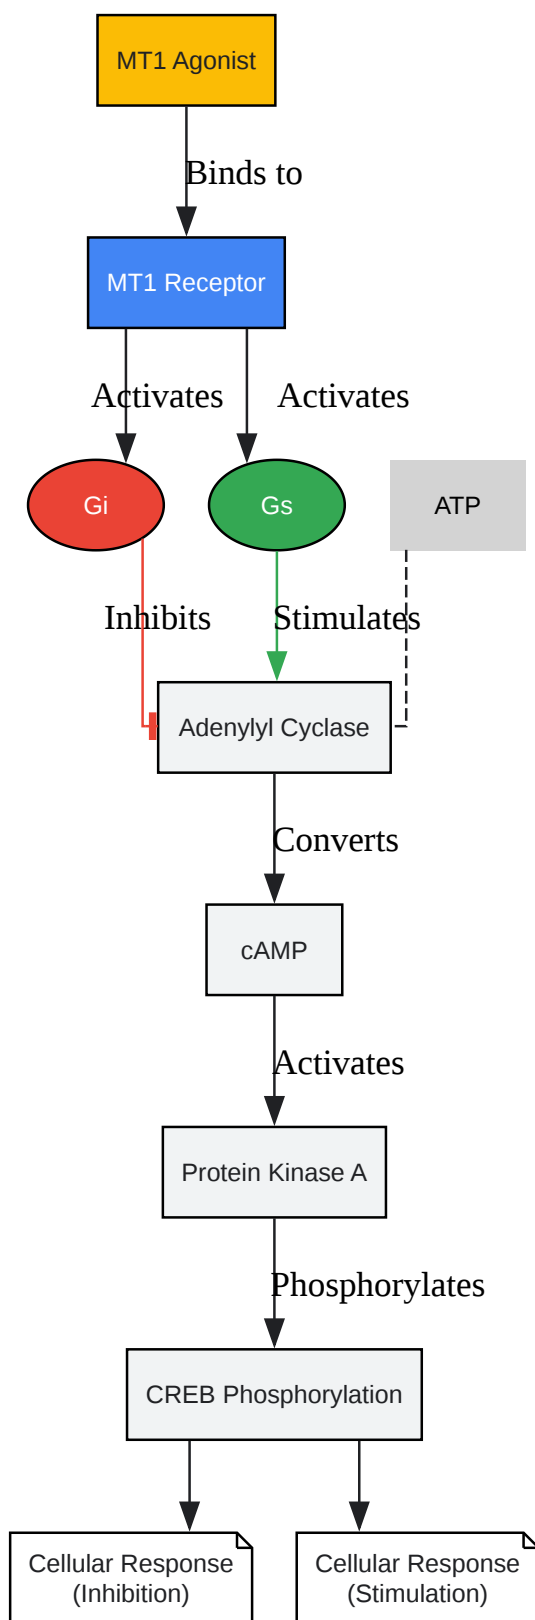 MT1 Agonist
Binds to
MT1 Receptor
Activates
Activates
Gi
Gs
ATP
Inhibits
Stimulates
Adenylyl Cyclase
Converts
cAMP
Activates
Protein Kinase A
Phosphorylates
CREB Phosphorylation
Cellular Response
(Inhibition)
Cellular Response
(Stimulation)